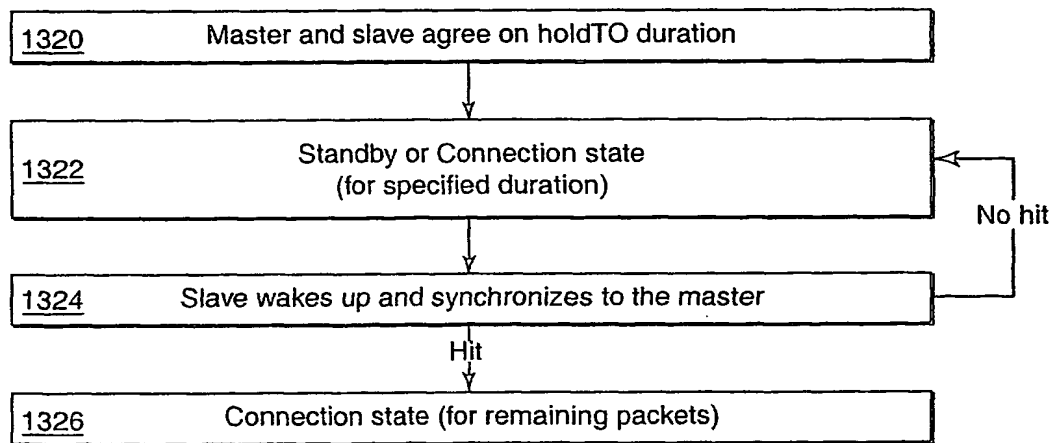 1320 Master and slave agree on holdTO duration
1322 Standby or Connection state
(for specified duration)
No hit
1324 Slave wakes up and synchronizes to the master
Hit
1326 Connection state (for remaining packets)